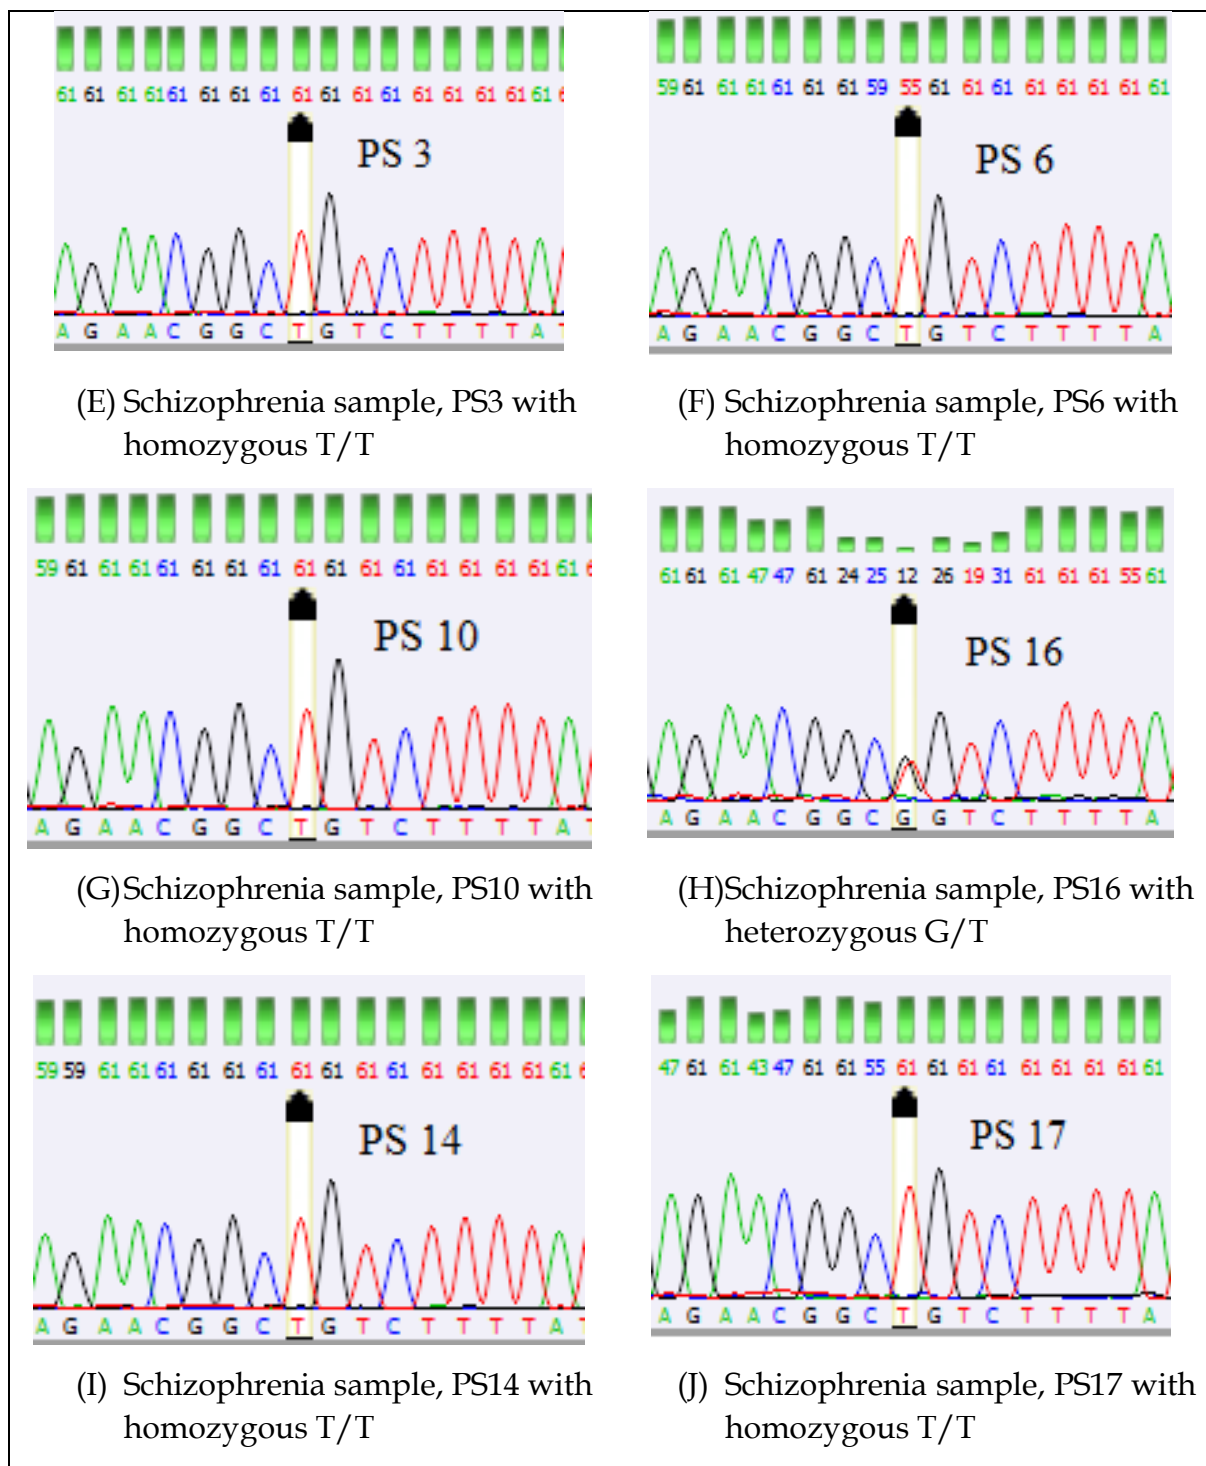 61 61 61 61 61 61 61 61 61 61 61 61 61 61 61 61 61
PS 3
A G A A C G G C T G T C T T T T A T
59 61 61 61 61 61 61 59 55 61 61 61 61 61 61 61 61
PS 6
A G A A C G G C T G T C T T T T A
(E) Schizophrenia sample, PS3 with
homozygous T/T
(F) Schizophrenia sample, PS6 with
homozygous T/T
59 61 61 61 61 61 61 61 61 61 61 61 61 61 61 61 61
PS 10
A G A A C G G C T G T C T T T T A T
61 61 61 47 47 61 24 25 12 26 19 31 61 61 61 55 61
PS 16
A G A A C G G C G G T C T T T T A
(G) Schizophrenia sample, PS10 with
homozygous T/T
(H) Schizophrenia sample, PS16 with
heterozygous G/T
59 59 61 61 61 61 61 61 61 61 61 61 61 61 61 61 61
PS 14
A G A A C G G C T G T C T T T T A T
47 61 61 43 47 61 61 55 61 61 61 61 61 61 61 61 61
PS 17
A G A A C G G C T G T C T T T T A
(I) Schizophrenia sample, PS14 with
homozygous T/T
(J) Schizophrenia sample, PS17 with
homozygous T/T